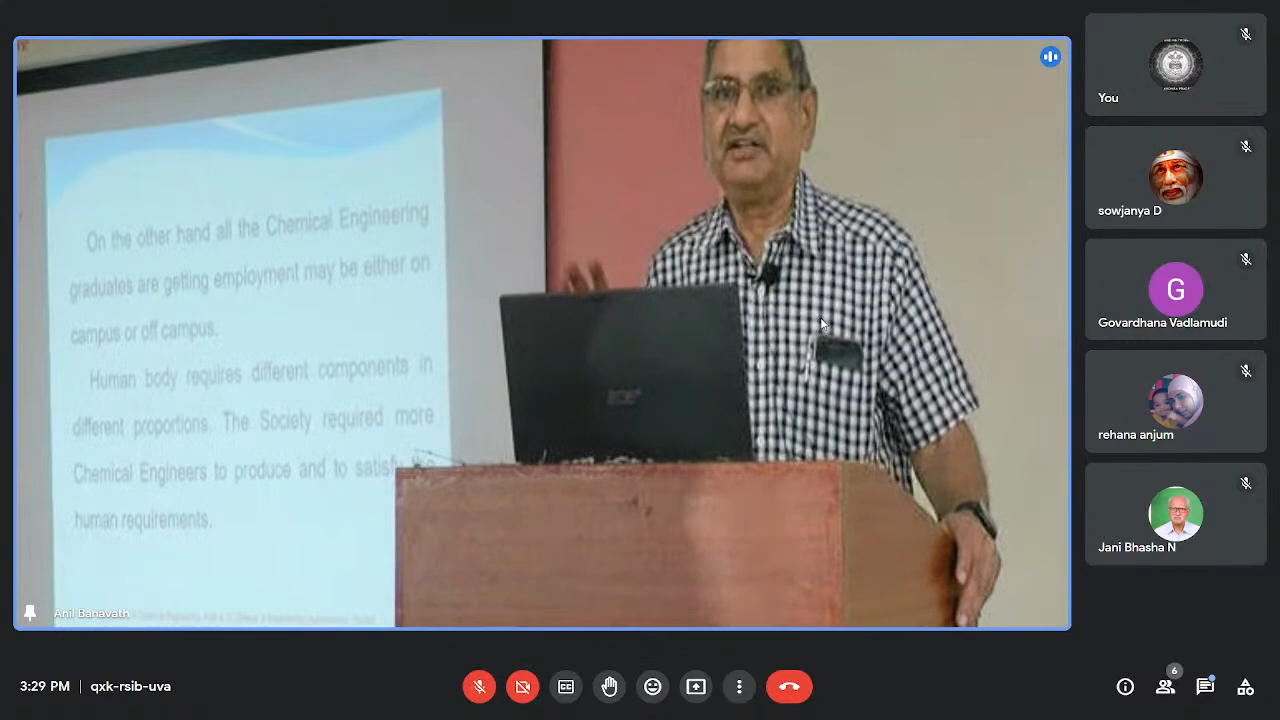 On the other hand all the Chemical Engineering
graduates are getting employment may be either on
campus or off campus.
Human body requires different components in
different proportions. The Society required more
Chemical Engineers to produce and to satisfy the
human requirements.
acer
Anil Banavath
You
sowjanya D
G
Govardhana Vadlamudi
rehana anjum
Jani Bhasha N
3:29 PM | qxk-rsib-uva
6